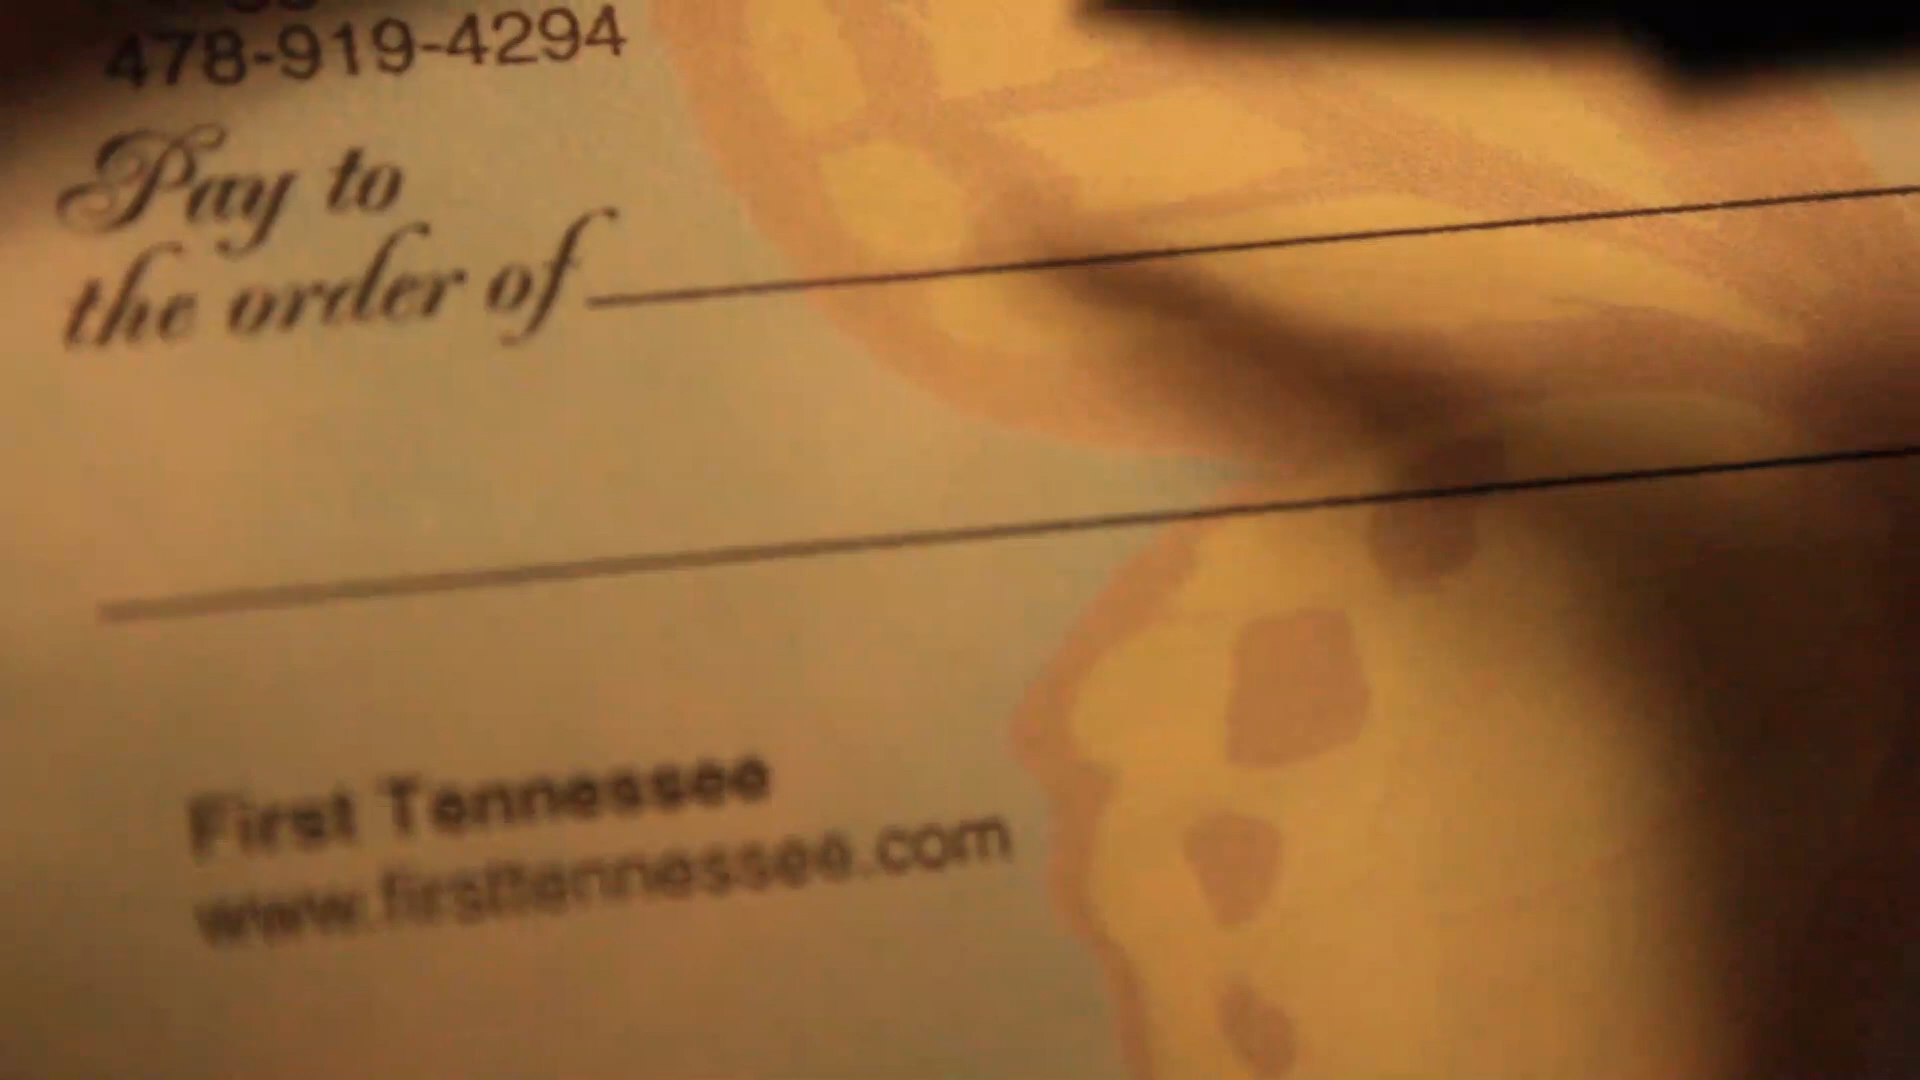 478-919-4294
Pay to
the order of
First Tennessee
www.firsttennessee.com